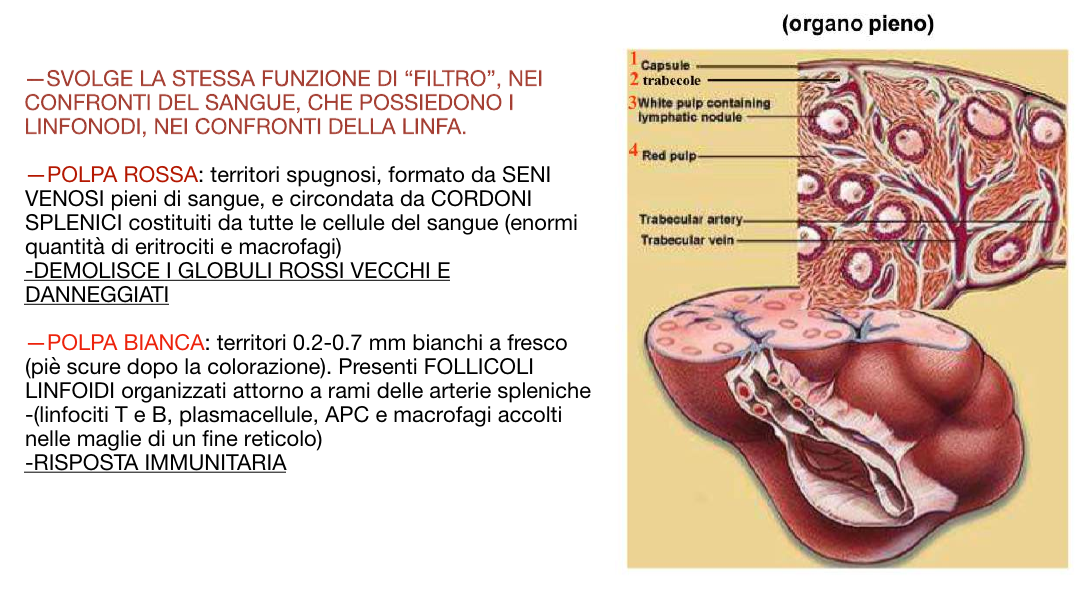 (organo pieno)
—SVOLGE LA STESSA FUNZIONE DI “FILTRO”, NEI
CONFRONTI DEL SANGUE, CHE POSSIEDONO I
LINFONODI, NEI CONFRONTI DELLA LINFA.
—POLPA ROSSA: territori spugnosi, formato da SENI
VENOSI pieni di sangue, e circondata da CORDONI
SPLENICI costituiti da tutte le cellule del sangue (enormi
quantità di eritrociti e macrofagi)
-DEMOLISCE I GLOBULI ROSSI VECCHI E
DANNEGGIATI
—POLPA BIANCA: territori 0.2-0.7 mm bianchi a fresco
(piè scure dopo la colorazione). Presenti FOLLICOLI
LINFOIDI organizzati attorno a rami delle arterie spleniche
-(linfociti T e B, plasmacellule, APC e macrofagi accolti
nelle maglie di un fine reticolo)
-RISPOSTA IMMUNITARIA
1 Capsule
2 trabecole
3 White pulp containing
lymphatic nodule
4 Red pulp
Trabecular artery
Trabecular vein